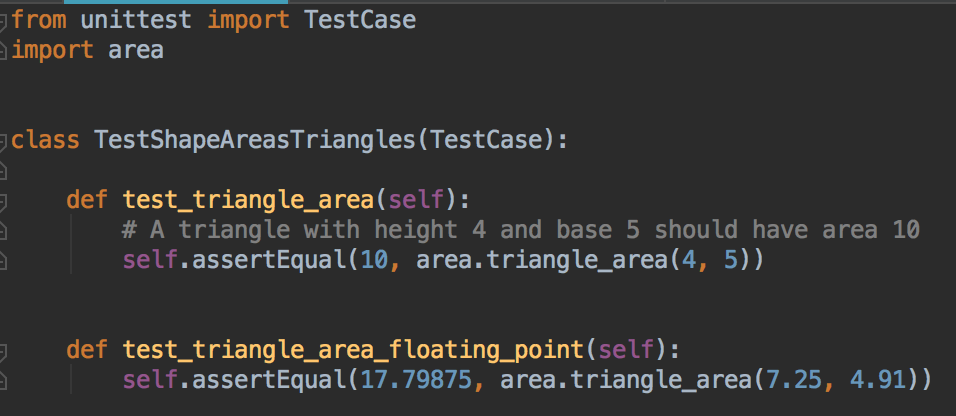 from unittest import TestCase
import area
class TestShapeAreasTriangles(TestCase):
def test_triangle_area(self):
# A triangle with height 4 and base 5 should have area 10
self.assertEqual(10, area.triangle_area(4, 5))
def test_triangle_area_floating_point(self):
self.assertEqual(17.79875, area.triangle_area(7.25, 4.91))